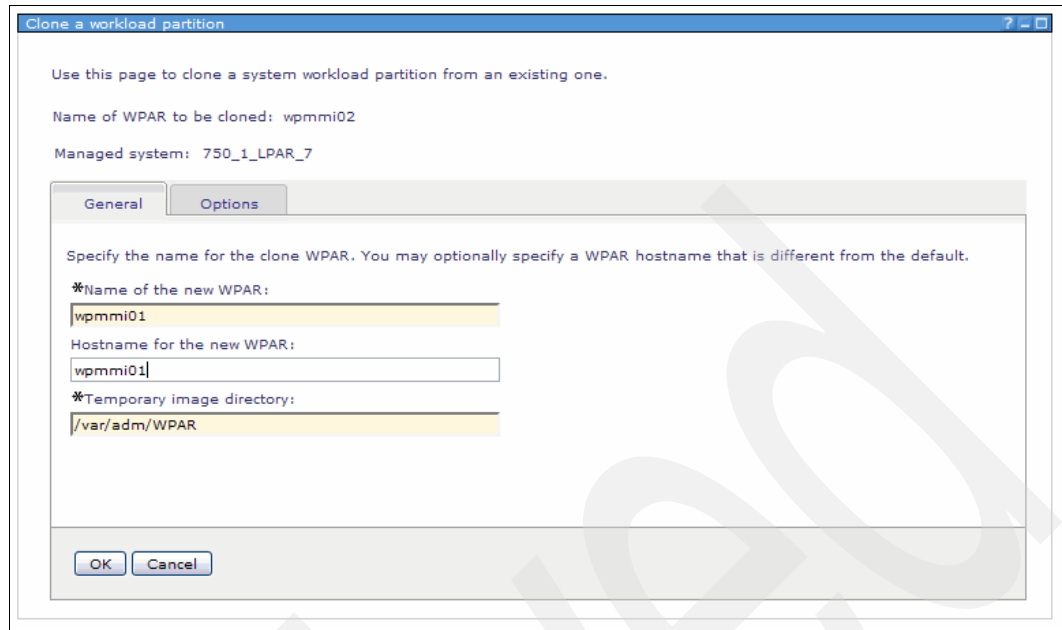 Clone a workload partition
Use this page to clone a system workload partition from an existing one.
Name of WPAR to be cloned: wpmmi02
Managed system: 750_1_LPAR_7
General Options
Specify the name for the clone WPAR. You may optionally specify a WPAR hostname that is different from the default.
*Name of the new WPAR:
wpmmi01
Hostname for the new WPAR:
wpmmi01
*Temporary image directory:
/var/adm/WPAR
OK Cancel